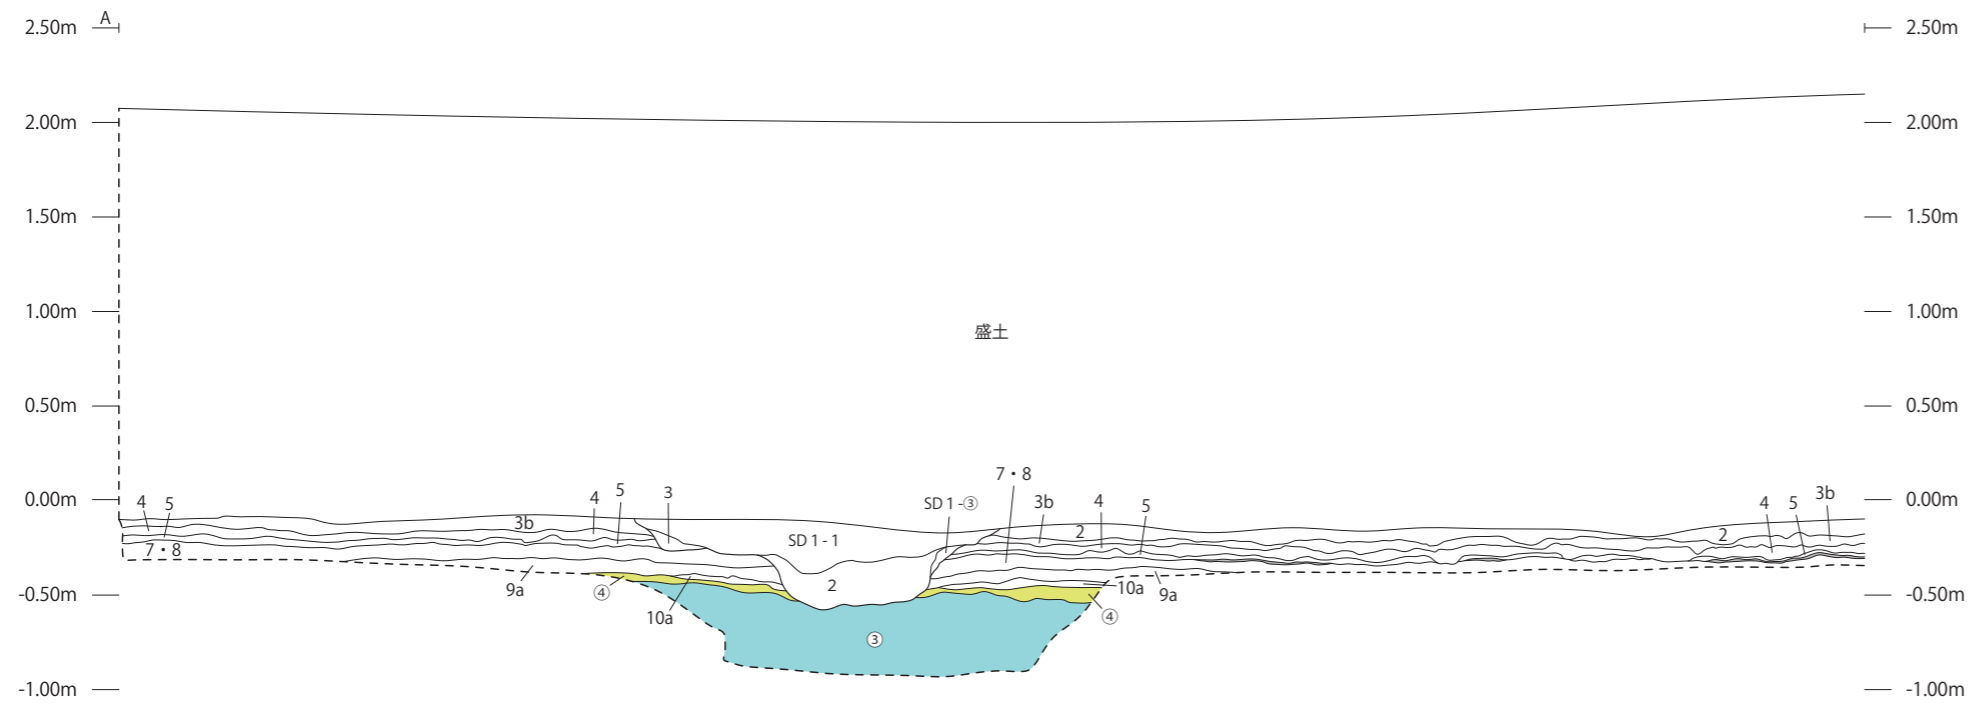 A
2.50m 2.50m
2.00m 2.00m
1.50m 1.50m
1.00m 1.00m
盛土
0.50m 0.50m
7・8
0.00m 4 5 4 5 3 SD 1 -③ 3b 4 5 4 5 3b 0.00m
3b 2 2
7・8 SD 1 - 1
2
9a ④ 10a 10a 9a
-0.50m -0.50m
④
③
-1.00m -1.00m